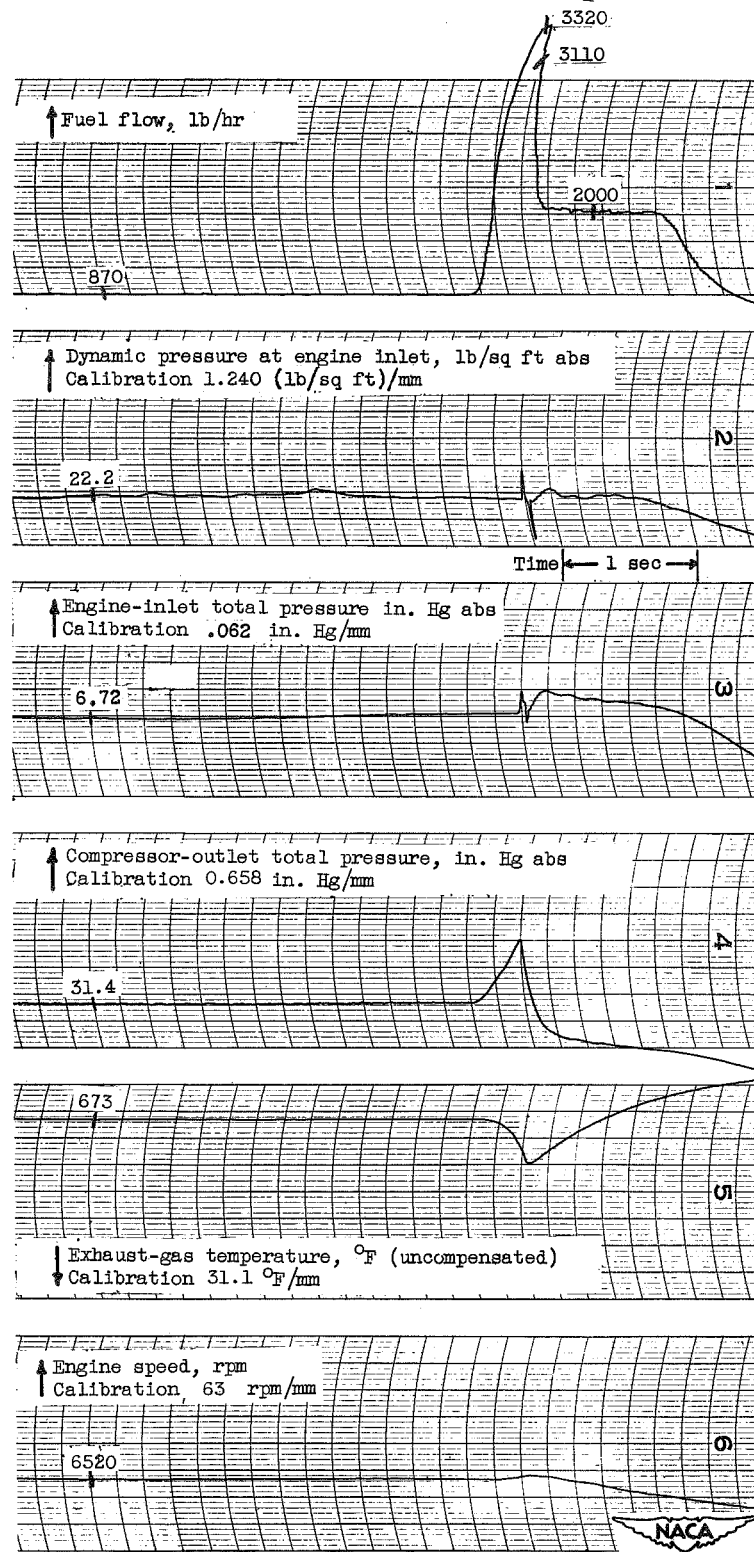 3320
3110
Fuel flow, lb/hr
1
2000
870
Dynamic pressure at engine inlet, lb/sq ft abs
Calibration 1.240 (lb/sq ft)/mm
2
22.2
Time 1 sec
Engine-inlet total pressure in. Hg abs
Calibration .062 in. Hg/mm
3
6.72
Compressor-outlet total pressure, in. Hg abs
Calibration 0.658 in. Hg/mm
4
31.4
673
5
Exhaust-gas temperature, °F (uncompensated)
Calibration 31.1 °F/mm
Engine speed, rpm
Calibration 63 rpm/mm
6
6520
NACA